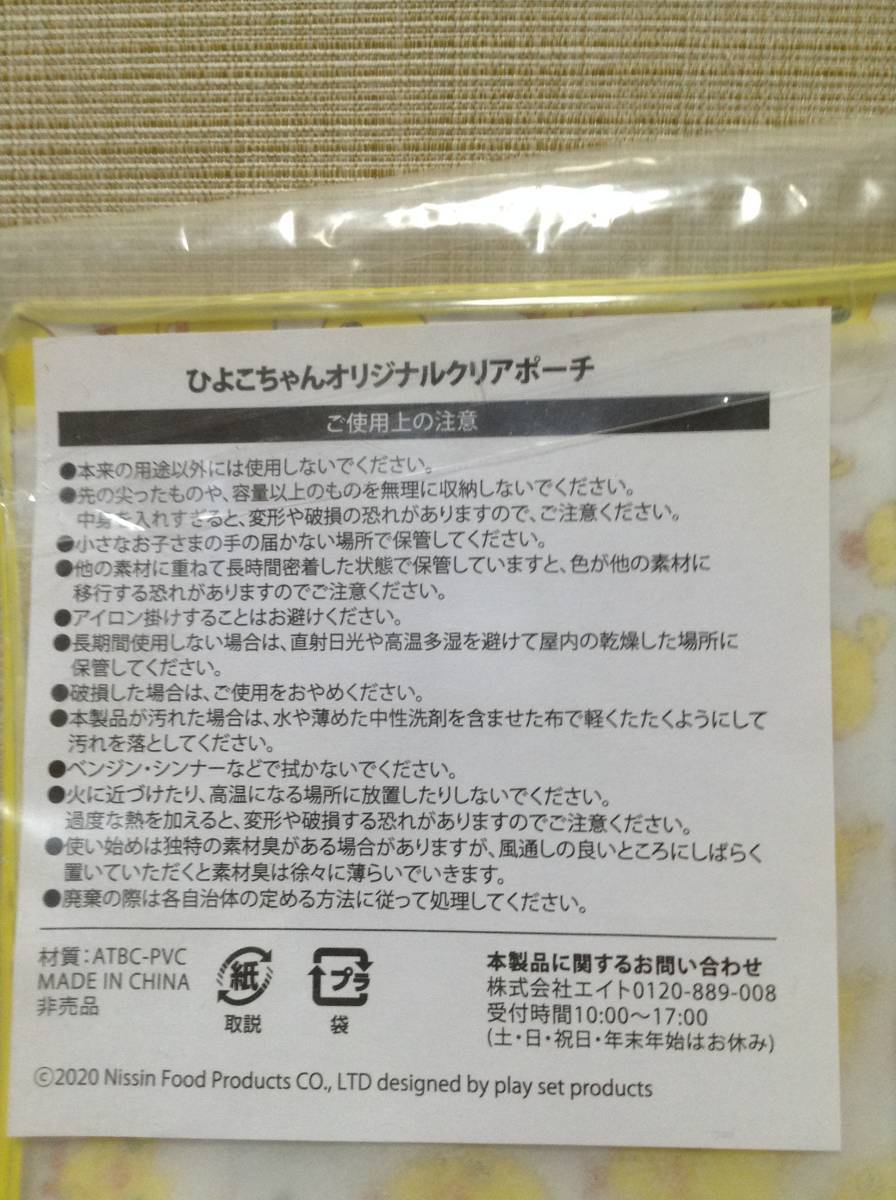 ひよこちゃんオリジナルクリアポーチ
ご使用上の注意
●本来の用途以外には使用しないでください。
●先の尖ったものや、容量以上のものを無理に収納しないでください。
中身を入れすぎると、変形や破損の恐れがありますので、ご注意ください。
●小さなお子さまの手の届かない場所で保管してください。
●他の素材に重ねて長時間密着した状態で保管していますと、色が他の素材に
移行する恐れがありますのでご注意ください。
●アイロン掛けすることはお避けください。
●長期間使用しない場合は、直射日光や高温多湿を避けて屋内の乾燥した場所に
保管してください。
●破損した場合は、ご使用をおやめください。
●本製品が汚れた場合は、水や薄めた中性洗剤を含ませた布で軽くたたくようにして
汚れを落としてください。
●ベンジン・シンナーなどで拭かないでください。
●火に近づけたり、高温になる場所に放置したりしないでください。
過度な熱を加えると、変形や破損する恐れがありますのでご注意ください。
●使い始めは独特の素材臭がある場合がありますが、風通しの良いところにしばらく
置いていただくと素材臭は徐々に薄らいでいきます。
●廃棄の際は各自治体の定める方法に従って処理してください。
材質：ATBC-PVC
MADE IN CHINA
非売品
紙
取説
プラ
袋
本製品に関するお問い合わせ
株式会社エイト0120-889-008
受付時間10:00～17:00
(土・日・祝日・年末年始はお休み)
©2020 Nissin Food Products CO., LTD designed by play set products